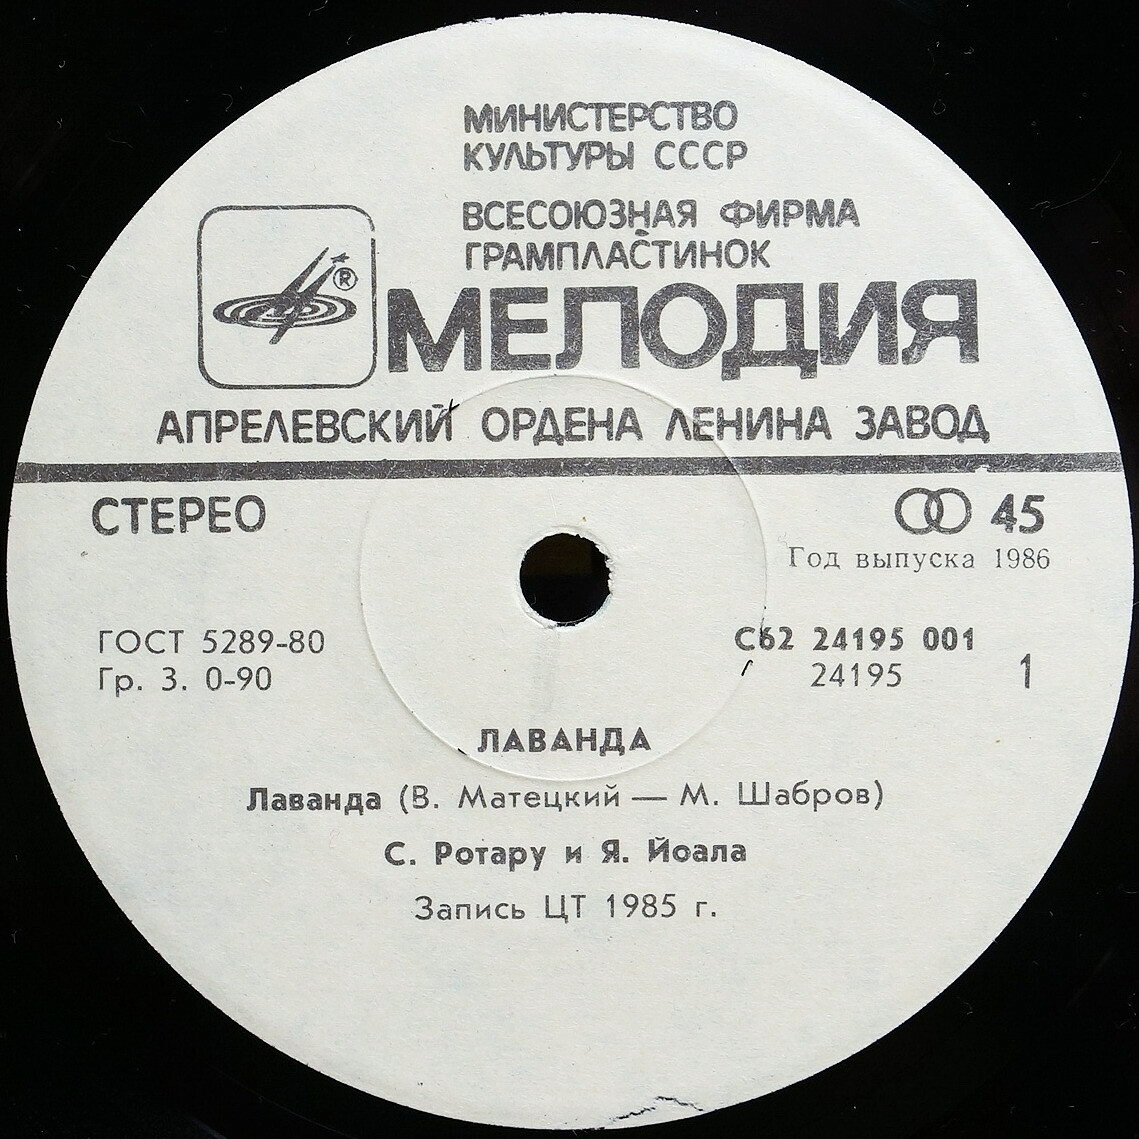 МИНИСТЕРСТВО
КУЛЬТУРЫ СССР
ВСЕСОЮЗНАЯ ФИРМА
ГРАМПЛАСТИНОК
®
МЕЛОДИЯ
АПРЕЛЕВСКИЙ ОРДЕНА ЛЕНИНА ЗАВОД
СТЕРЕО
45
Год выпуска 1986
ГОСТ 5289-80
Гр. 3. 0-90
С62 24195 001
24195
1
ЛАВАНДА
Лаванда (В. Матецкий — М. Шабров)
С. Ротару и Я. Йоала
Запись ЦТ 1985 г.